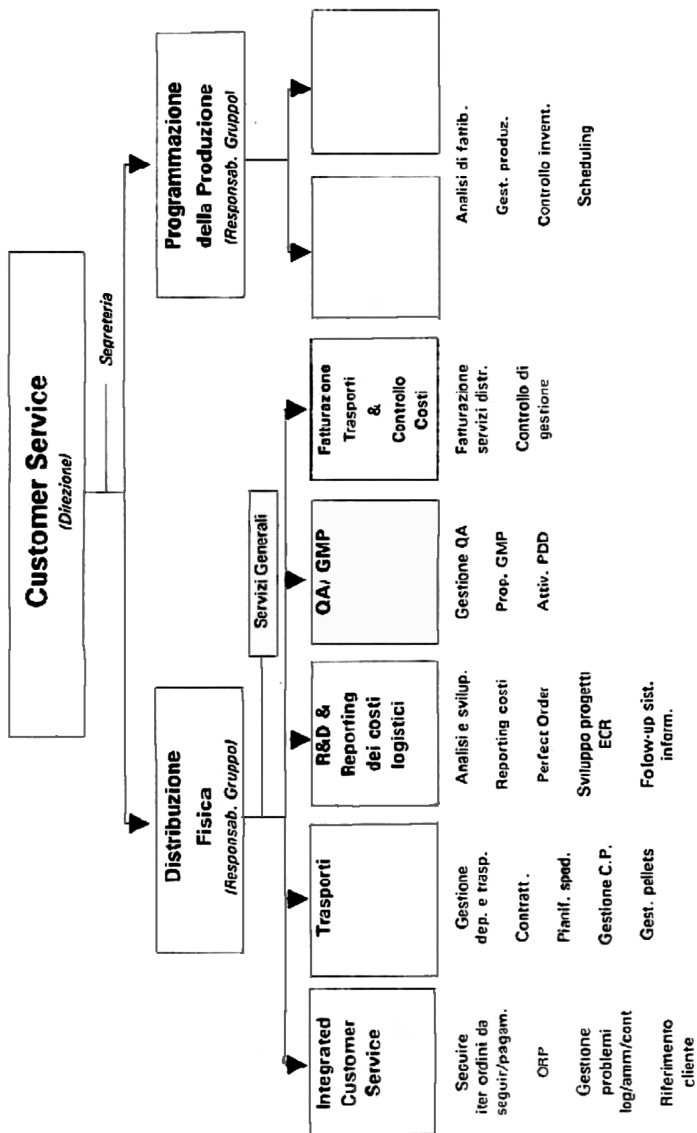 Customer Service
(Direzione)
Segreteria
Distribuzione
Fisica
(Responsab. Gruppo)
Programmazione
della Produzione
(Responsab. Gruppo)
Servizi Generali
Integrated
Customer
Service
Seguire
iter ordini da
seguir/pagam.
ORP
Gestione
problemi
log/amm/cont
Riferimento
cliente
Trasporti
Gestione
dep. e trasp.
Contratt.
Pianif. sped.
Gestione C.P.
Gest. pellets
R&D &
Reporting
dei costi
logistici
Analisi e svilup.
Reporting costi
Perfect Order
Sviluppo progetti
ECR
Folow-up sist.
inform.
QA/ GMP
Gestione QA
Prop. GMP
Attiv. PDD
Fatturazone
Trasporti
&
Controllo
Costi
Fatturazione
servizi distr.
Controllo di
gestione
Analisi di fattib.
Gest. produz.
Controllo invent.
Scheduling